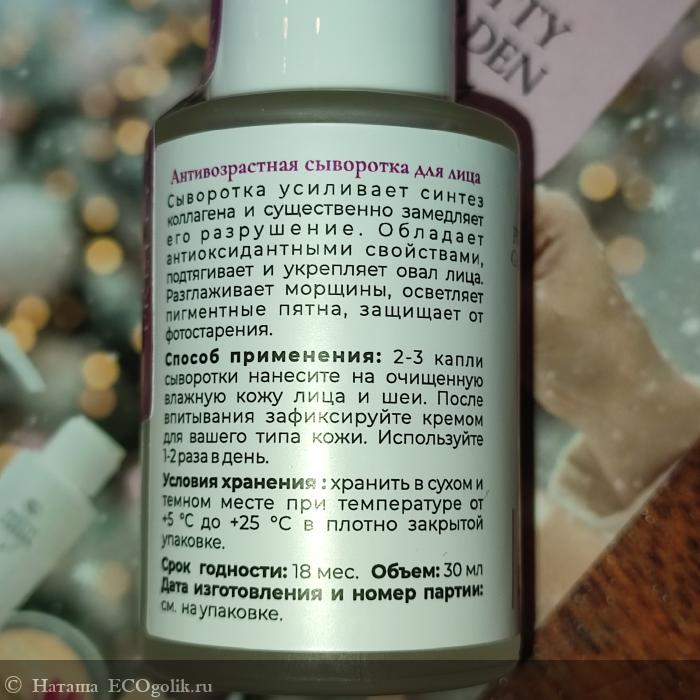 TTY
DEN
Антивозрастная сыворотка для лица
Сыворотка усиливает синтез
коллагена и существенно замедляет
его разрушение. Обладает
антиоксидантными свойствами,
подтягивает и укрепляет овал лица.
Разглаживает морщины, осветляет
пигментные пятна, защищает от
фотостарения.
Способ применения: 2-3 капли
сыворотки нанесите на очищенную
влажную кожу лица и шеи. После
впитывания зафиксируйте кремом
для вашего типа кожи. Используйте
1-2 раза в день.
Условия хранения : хранить в сухом и
темном месте при температуре от
+5 °С до +25 °С в плотно закрытой
упаковке.
Срок годности: 18 мес. Объем: 30 мл
Дата изготовления и номер партии:
см. на упаковке.
© Наташа ECOgolik.ru